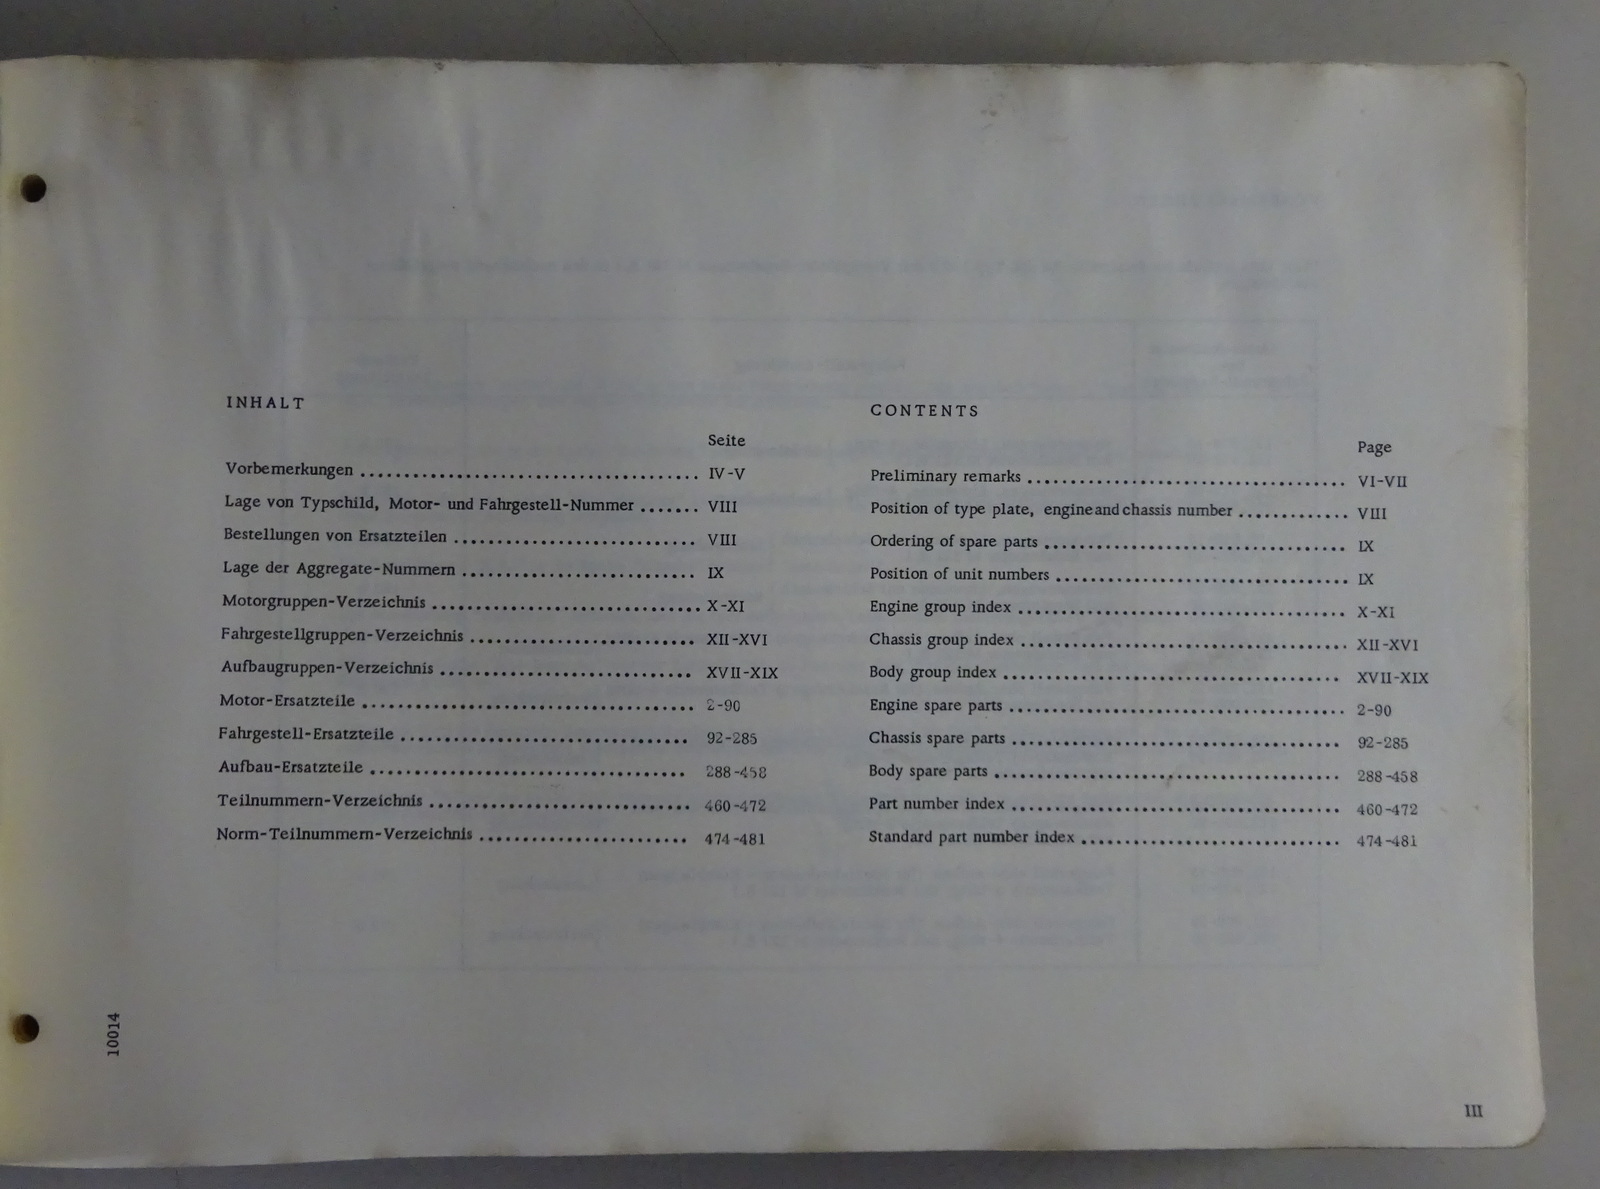 INHALT
Seite
Vorbemerkungen ........................................ IV-V
Lage von Typschild, Motor- und Fahrgestell-Nummer ....... VIII
Bestellungen von Ersatzteilen ............................ VIII
Lage der Aggregate-Nummern ........................... IX
Motorgruppen-Verzeichnis ............................... X-XI
Fahrgestellgruppen-Verzeichnis .......................... XII-XVI
Aufbaugruppen-Verzeichnis ............................. XVII-XIX
Motor-Ersatzteile ....................................... 2-90
Fahrgestell-Ersatzteile .................................. 92-285
Aufbau-Ersatzteile ..................................... 288-458
Teilnummern-Verzeichnis ............................... 460-472
Norm-Teilnummern-Verzeichnis ........................ 474-481
CONTENTS
Page
Preliminary remarks ..................................... VI-VII
Position of type plate, engine and chassis number ............. VIII
Ordering of spare parts ................................... IX
Position of unit numbers .................................. IX
Engine group index ...................................... X-XI
Chassis group index ...................................... XII-XVI
Body group index ....................................... XVII-XIX
Engine spare parts ....................................... 2-90
Chassis spare parts ...................................... 92-285
Body spare parts ........................................ 288-458
Part number index ...................................... 460-472
Standard part number index .............................. 474-481
10014
III